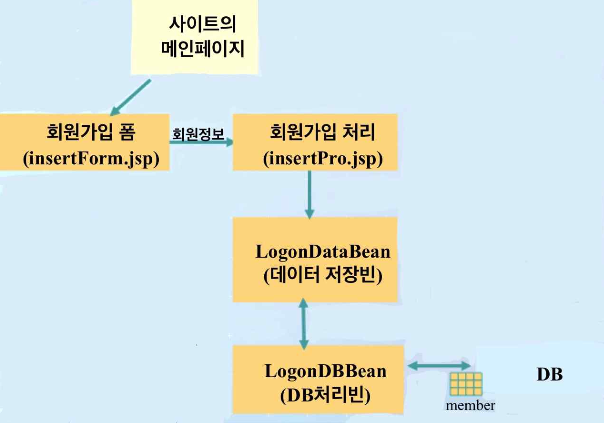 사이트의
메인페이지
회원가입 폼
(insertForm.jsp)
회원정보
회원가입 처리
(insertPro.jsp)
LogonDataBean
(데이터 저장빈)
LogonDBBean
(DB처리빈)
member
DB